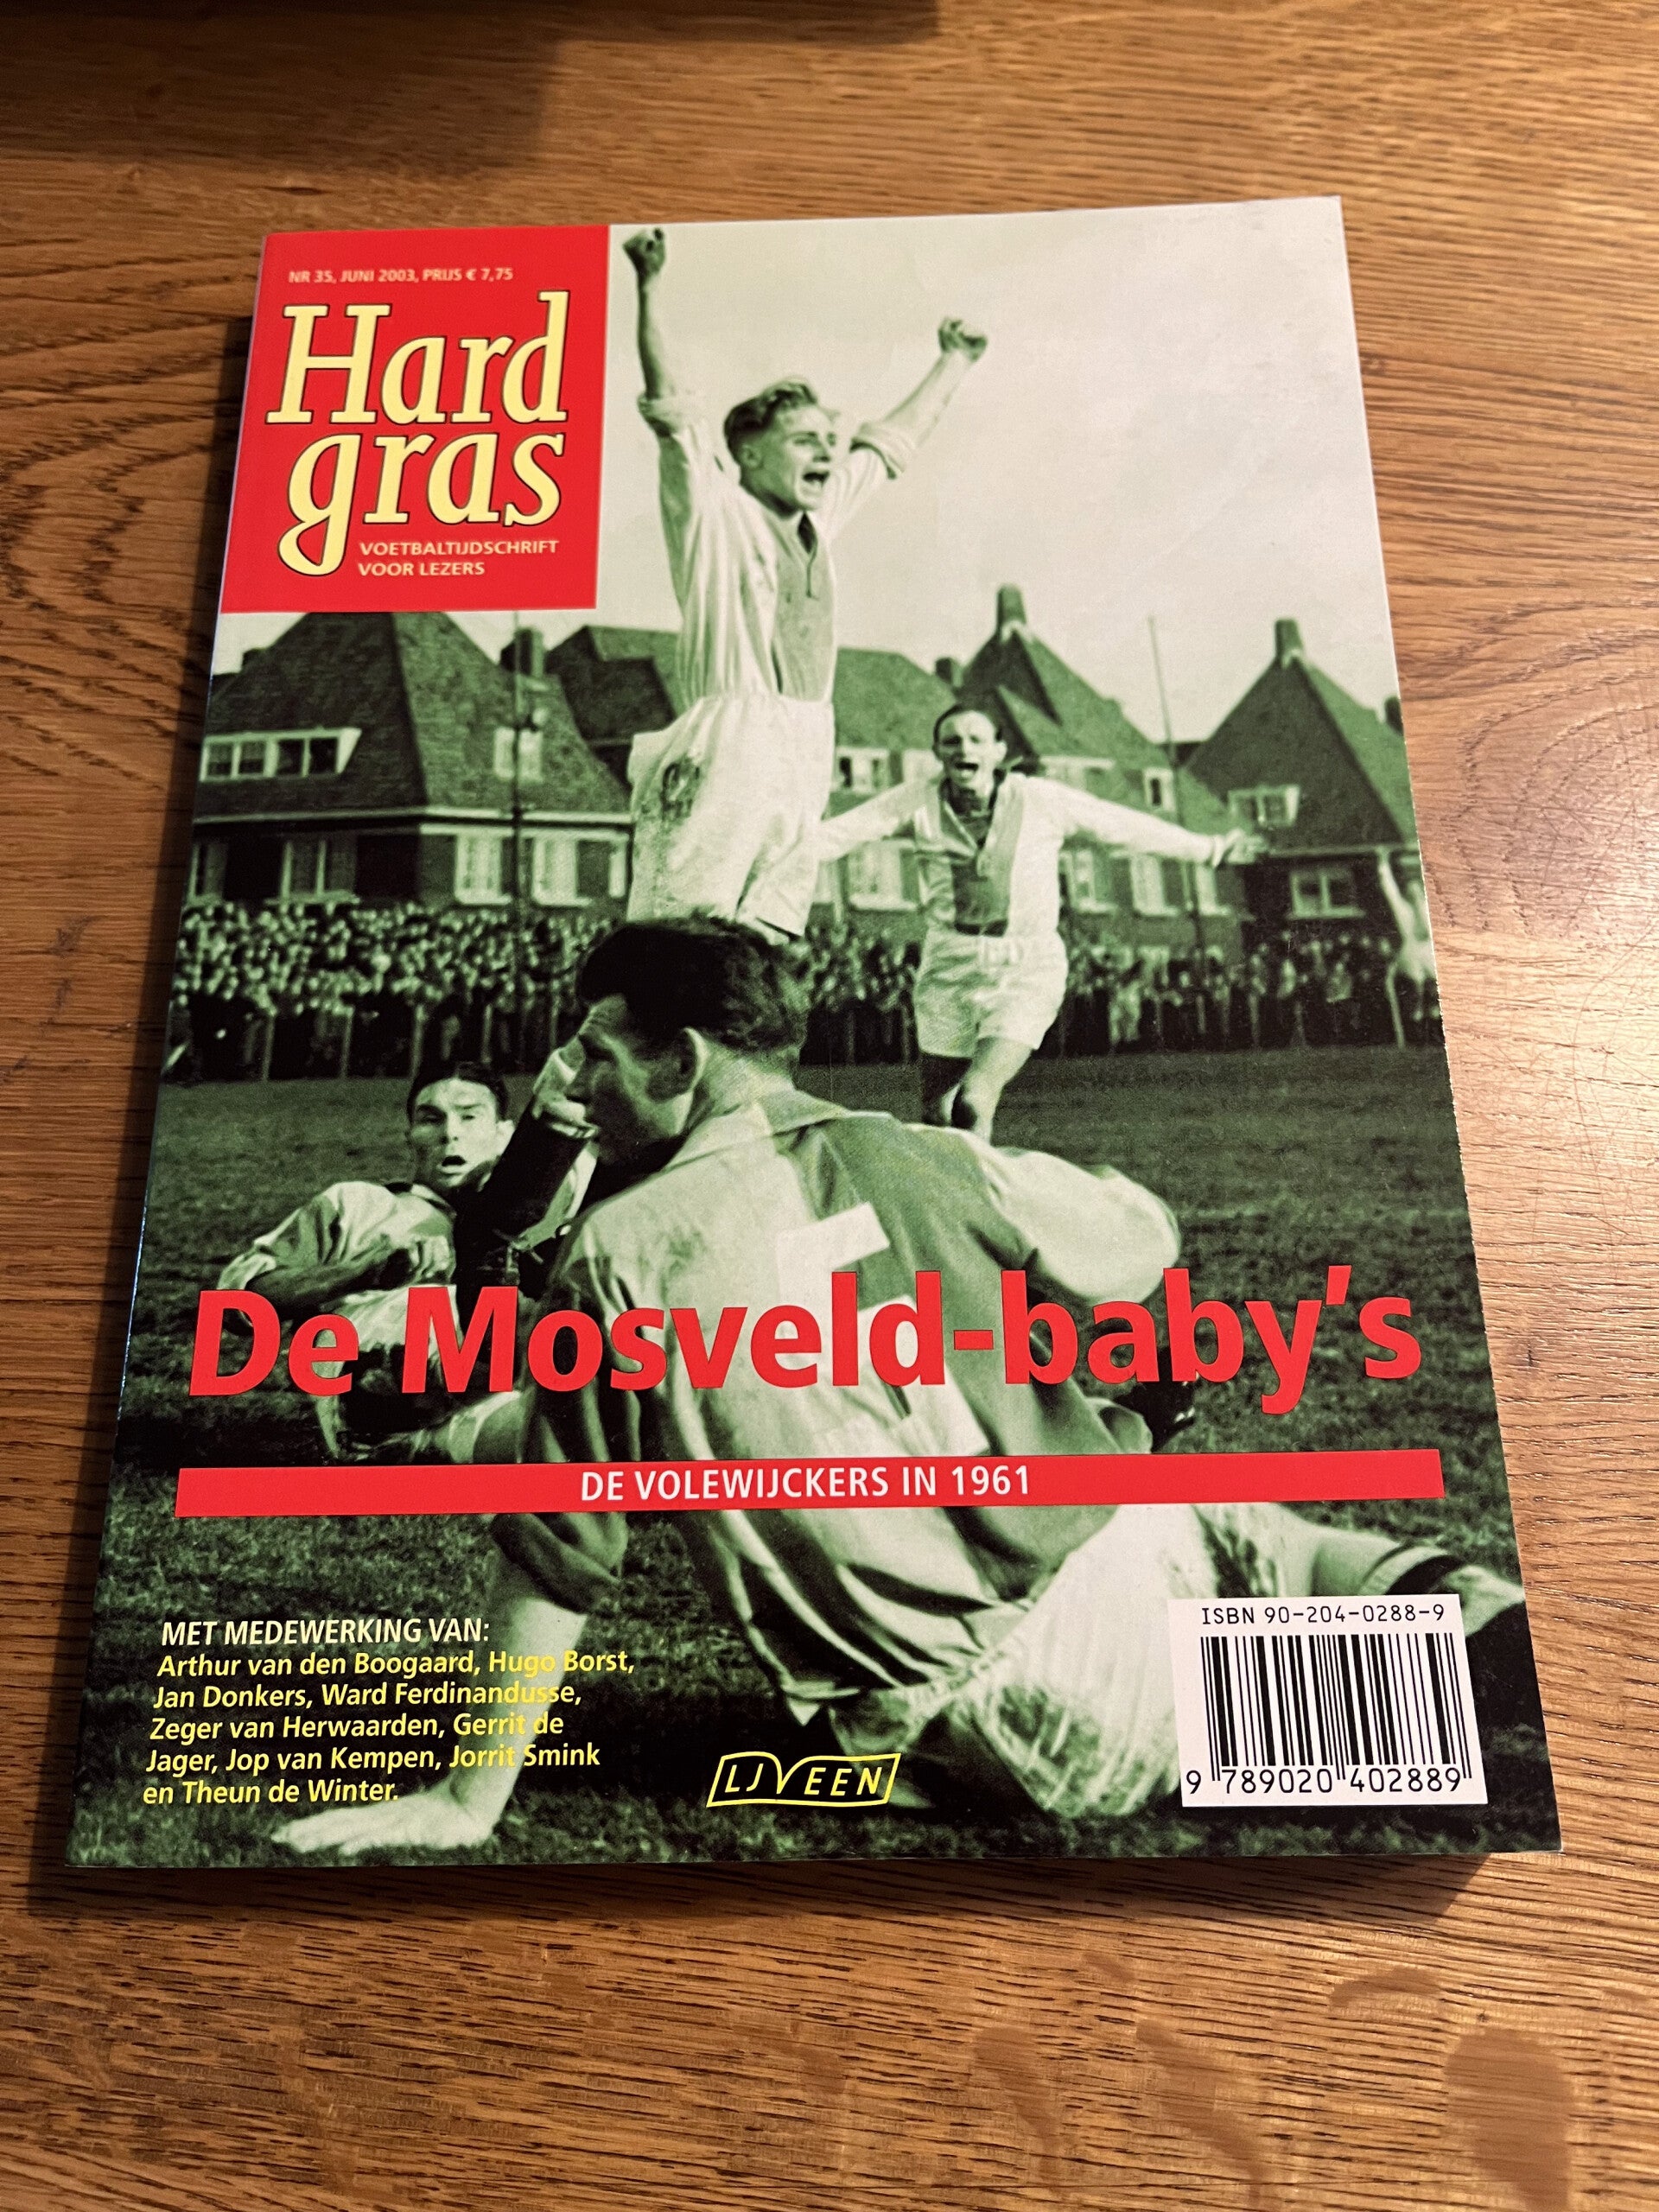 NR 35, JUNI 2003, PRIJS € 7,75
Hard
gras
VOETBALTIJDSCHRIFT
VOOR LEZERS
De Mosveld-baby's
DE VOLEWIJCKERS IN 1961
MET MEDEWERKING VAN:
Arthur van den Boogaard, Hugo Borst,
Jan Donkers, Ward Ferdinandusse,
Zeger van Herwaarden, Gerrit de
Jager, Jop van Kempen, Jorrit Smink
en Theun de Winter.
LJ VEEN
ISBN 90-204-0288-9
9 789020 402889